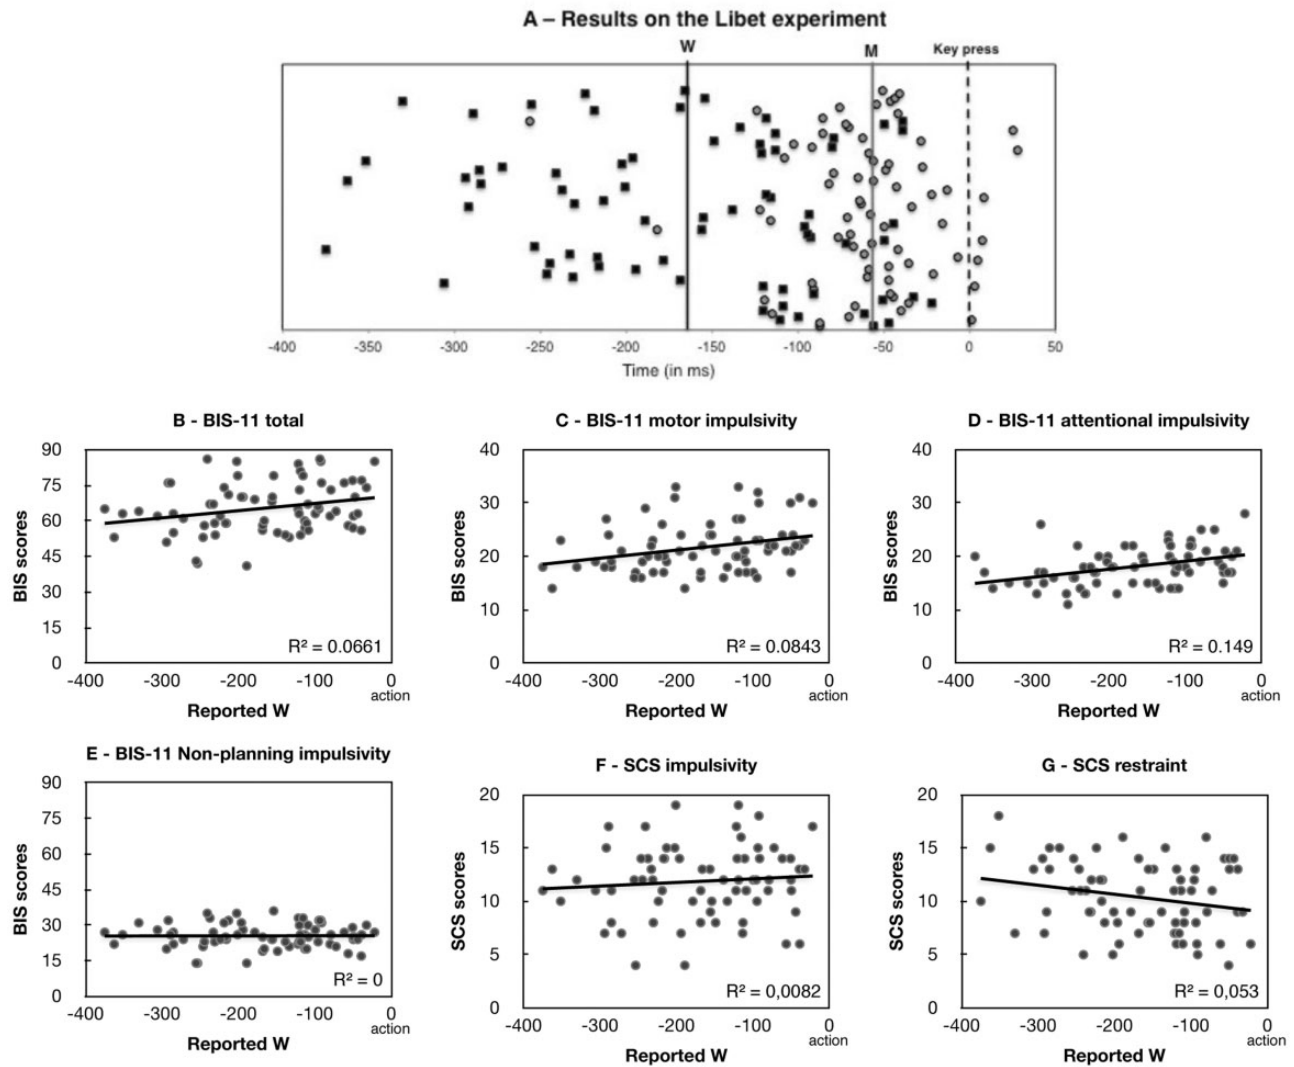 A – Results on the Libet experiment
W
M
Key press
-400 -350 -300 -250 -200 -150 -100 -50 0 50
Time (in ms)
B - BIS-11 total
90
75
60
45
30
15
0
BIS scores
R² = 0.0661
-400 -300 -200 -100 0
action
Reported W
C - BIS-11 motor impulsivity
40
30
20
10
0
BIS scores
R² = 0.0843
-400 -300 -200 -100 0
action
Reported W
D - BIS-11 attentional impulsivity
40
30
20
10
0
BIS scores
R² = 0.149
-400 -300 -200 -100 0
action
Reported W
E - BIS-11 Non-planning impulsivity
90
75
60
45
30
15
0
BIS scores
R² = 0
-400 -300 -200 -100 0
action
Reported W
F - SCS impulsivity
20
15
10
5
0
SCS scores
R² = 0,0082
-400 -300 -200 -100 0
action
Reported W
G - SCS restraint
20
15
10
5
0
SCS scores
R² = 0,053
-400 -300 -200 -100 0
action
Reported W